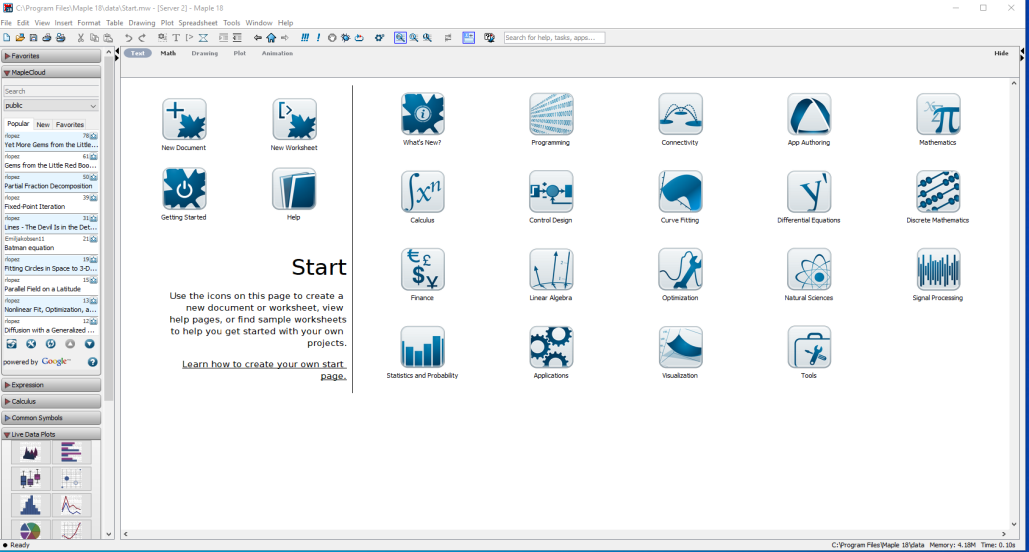 C:\Program Files\Maple 18\data\Start.mw - [Server 2] - Maple 18
File Edit View Insert Format Table Drawing Plot Spreadsheet Tools Window Help
Search for help, tasks, apps...
Favorites
MapleCloud
Search
public
Popular New Favorites
rlopez 78
Yet More Gems from the Little...
rlopez 61
Gems from the Little Red Boo...
rlopez 50
Partial Fraction Decomposition
rlopez 39
Fixed-Point Iteration
rlopez 31
Lines - The Devil Is in the Det...
Emiljakobsen11 21
Batman equation
rlopez 19
Fitting Circles in Space to 3-D...
rlopez 15
Parallel Field on a Latitude
rlopez 13
Nonlinear Fit, Optimization, a...
rlopez 12
Diffusion with a Generalized ...
powered by Google™
Expression
Calculus
Common Symbols
Live Data Plots
Text Math Drawing Plot Animation Hide
New Document New Worksheet
Getting Started Help
Start
Use the icons on this page to create a
new document or worksheet, view
help pages, or find sample worksheets
to help you get started with your own
projects.
Learn how to create your own start
page.
What's New? Programming Connectivity App Authoring Mathematics
Calculus Control Design Curve Fitting Differential Equations Discrete Mathematics
Finance Linear Algebra Optimization Natural Sciences Signal Processing
Statistics and Probability Applications Visualization Tools
Ready
C:\Program Files\Maple 18\data Memory: 4.18M Time: 0.10s